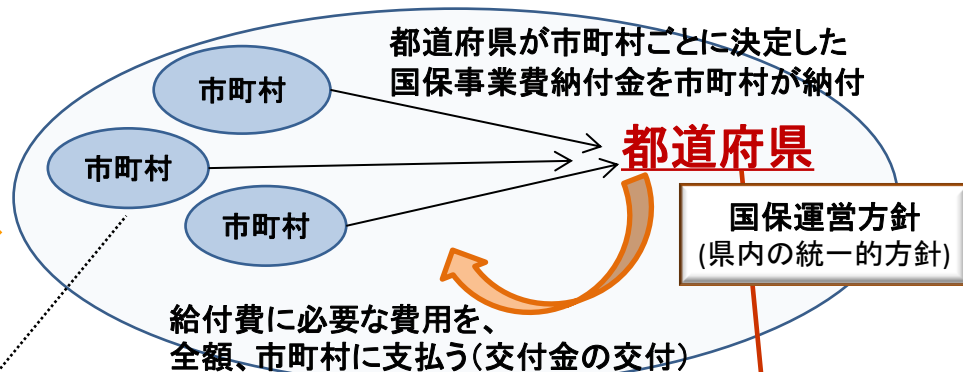 都道府県が市町村ごとに決定した
国保事業費納付金を市町村が納付
市町村
市町村
市町村
都道府県
国保運営方針
(県内の統一的方針)
給付費に必要な費用を、
全額、市町村に支払う(交付金の交付)